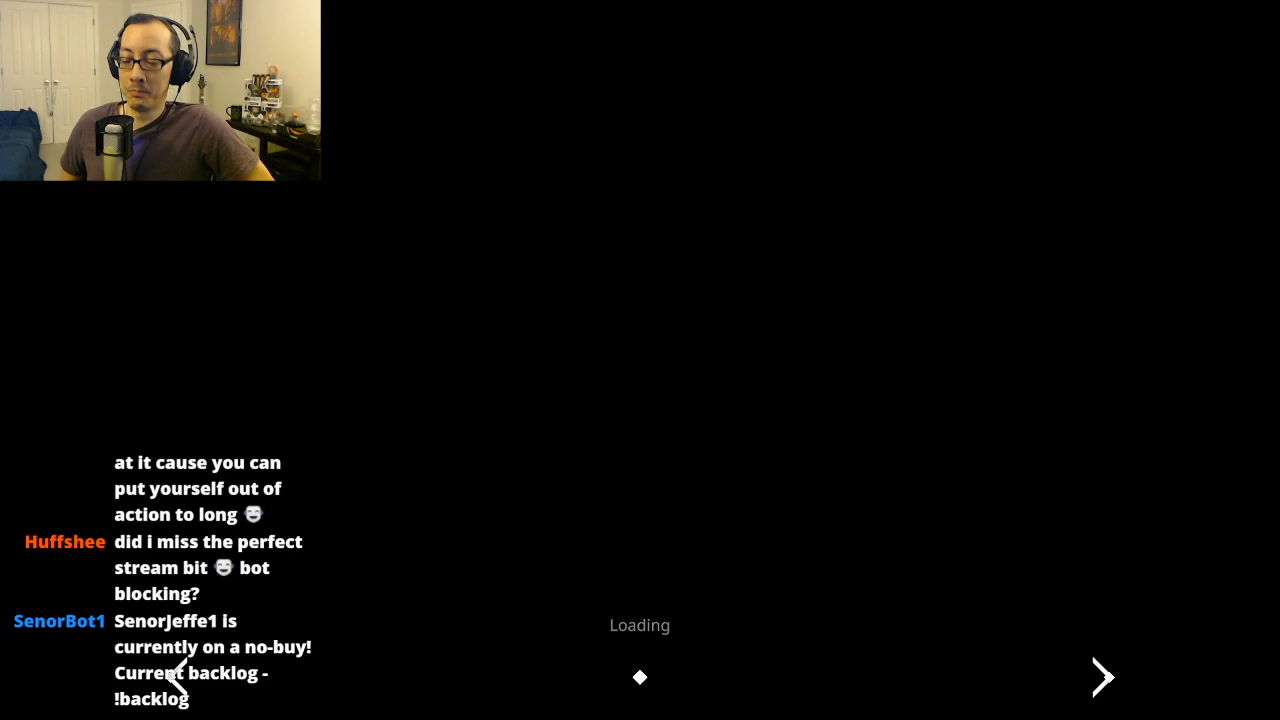 at it cause you can
put yourself out of
action to long
Huffshee did i miss the perfect
stream bit bot
blocking?
SenorBot1 SenorJeffe1 is
currently on a no-buy!
Current backlog -
!backlog
Loading